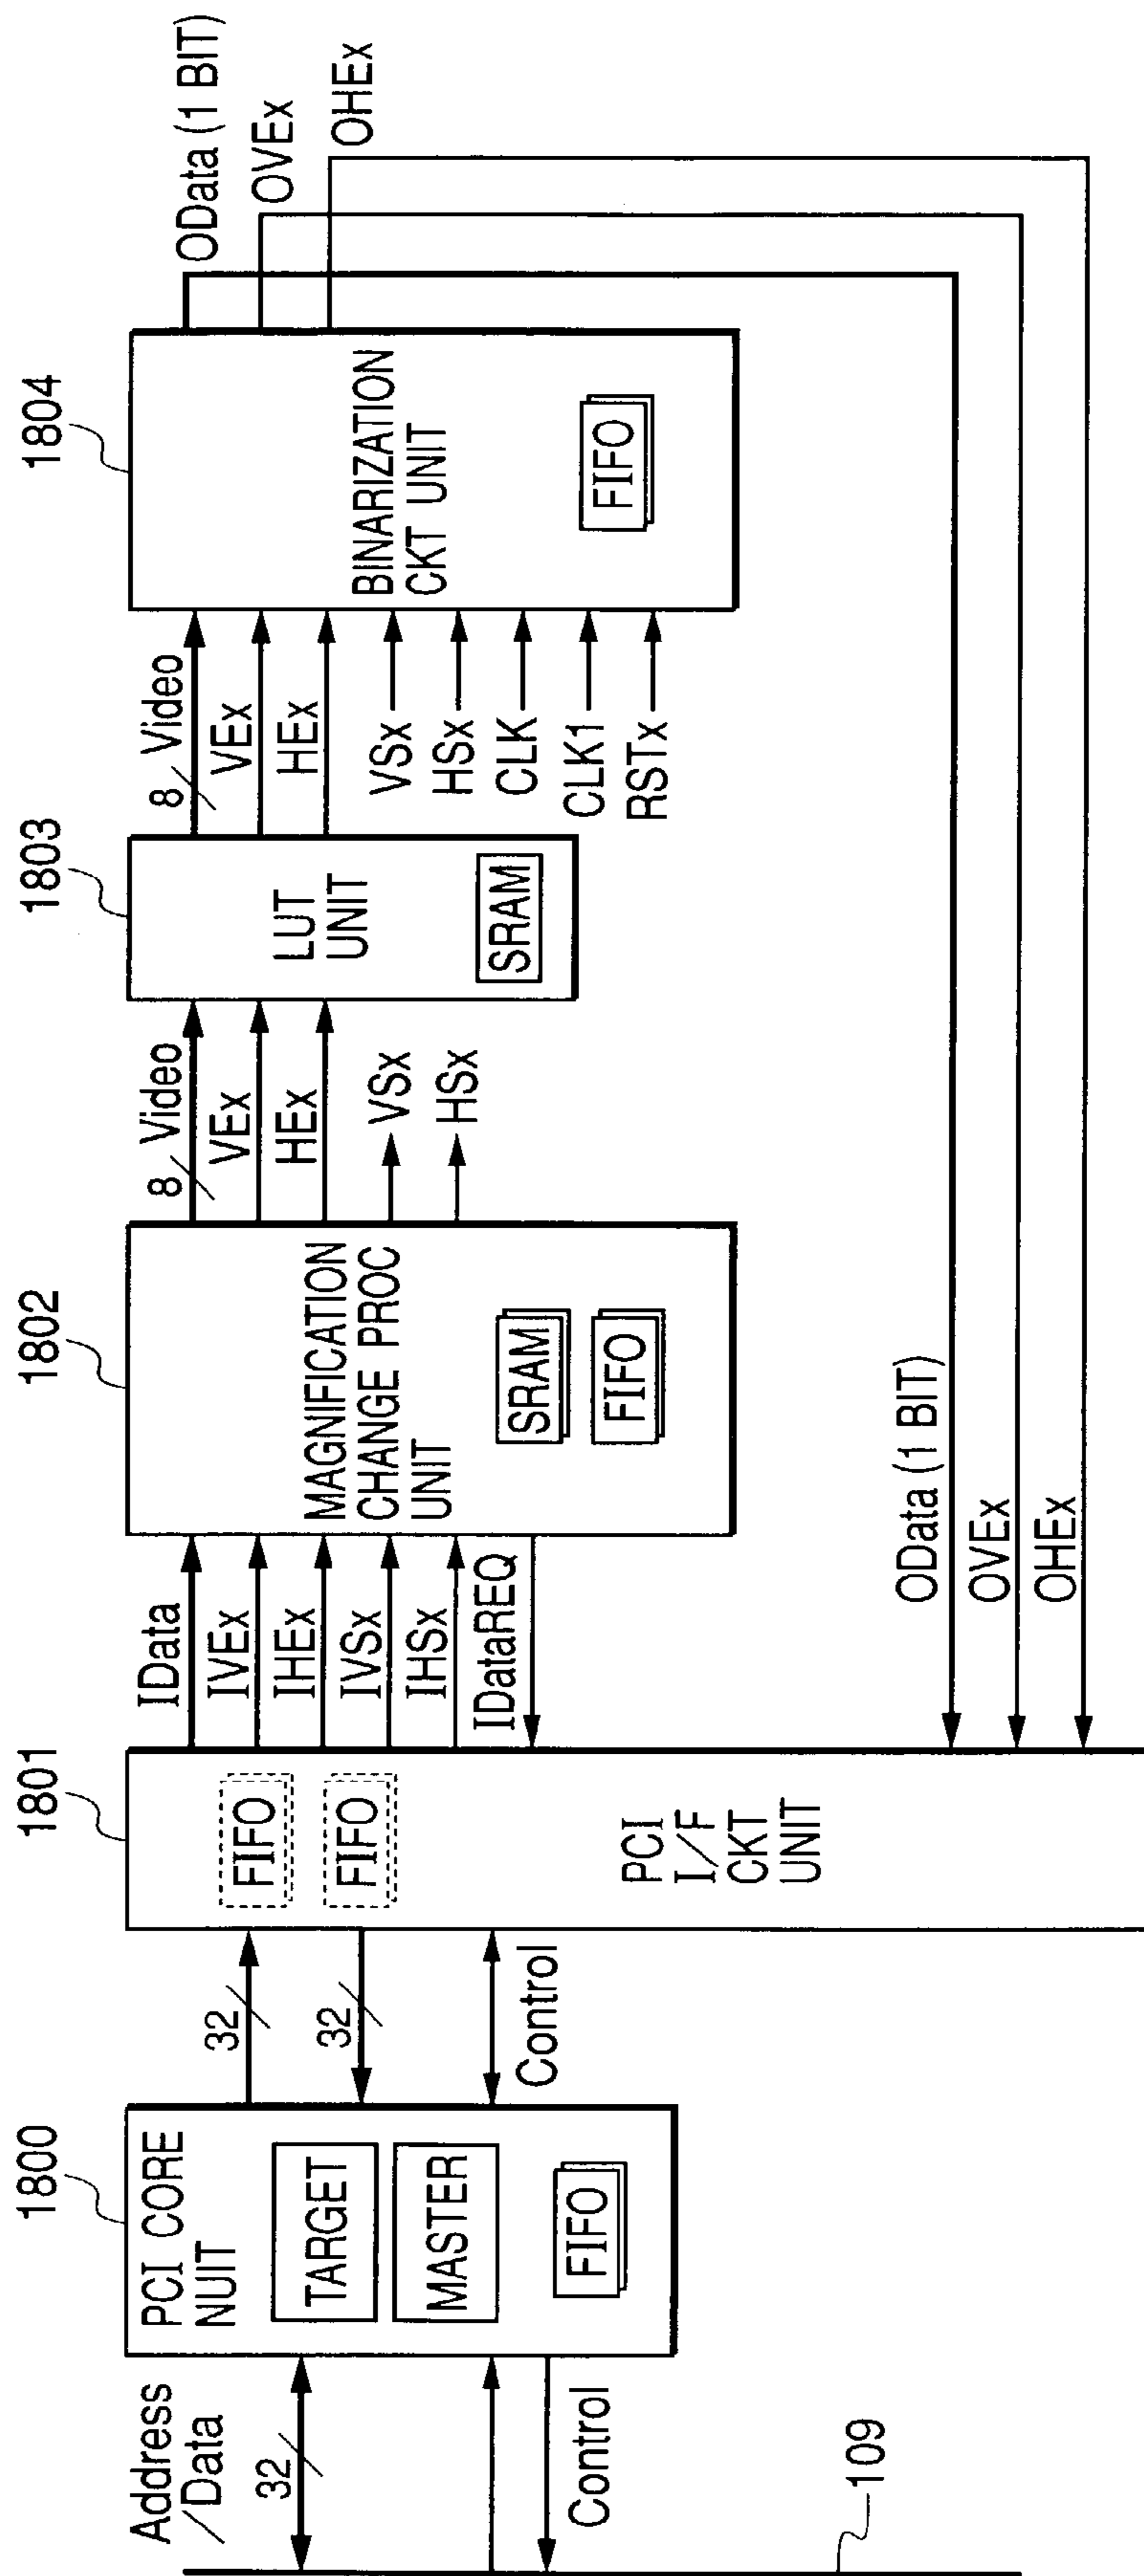 109
Address
/Data
32
Control
1800
PCI CORE
NUIT
TARGET
MASTER
FIFO
32
32
Control
1801
FIFO
FIFO
PCI
I/F
CKT
UNIT
IData
IVEx
IHEx
IVSx
IHSx
IDataREQ
OData (1 BIT)
OVEx
OHEx
1802
MAGNIFICATION
CHANGE PROC
UNIT
SRAM
FIFO
8
Video
VEx
HEx
VSx
HSx
1803
LUT
UNIT
SRAM
8
Video
VEx
HEx
VSx
HSx
CLK
CLK1
RSTx
1804
BINARIZATION
CKT UNIT
FIFO
OData (1 BIT)
OVEx
OHEx